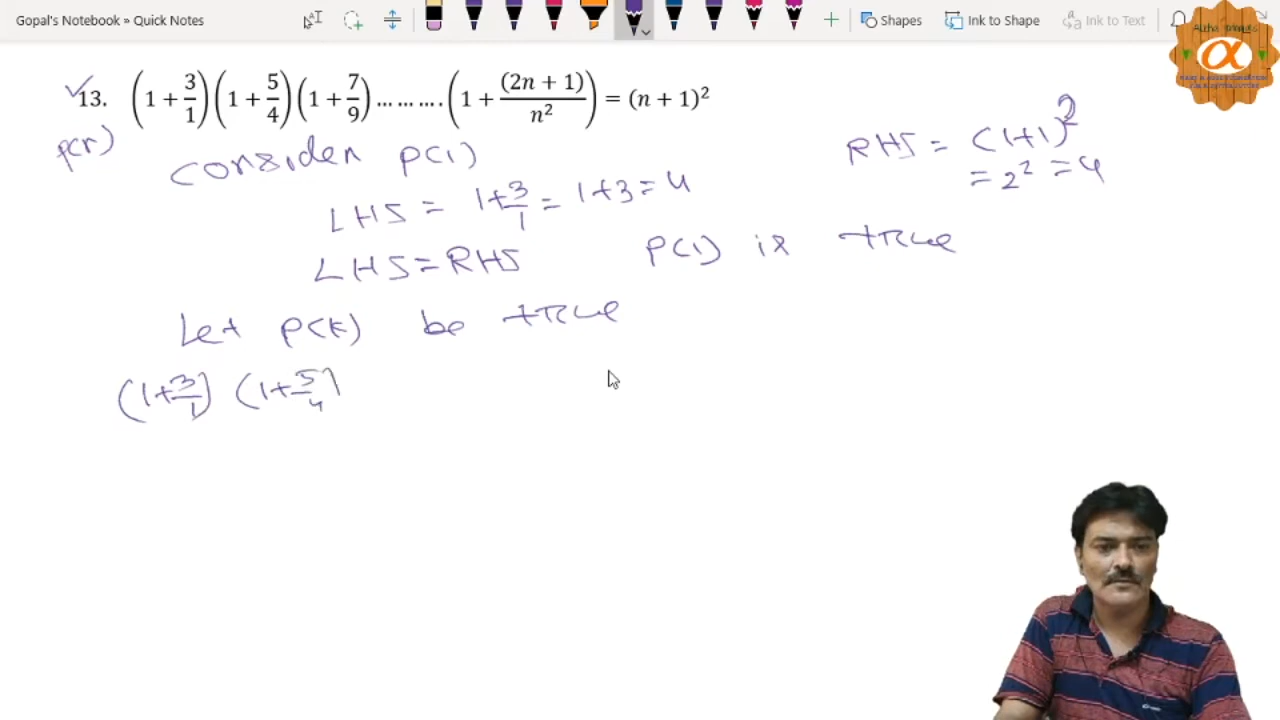 Gopal's Notebook » Quick Notes Shapes Ink to Shape Ink to Text
13. (1 + 3/1)(1 + 5/4)(1 + 7/9) ... ... .... (1 + (2n + 1)/n²) = (n + 1)²
p(n)
Consider p(1)
LHS = 1+3/1 = 1+3 = 4
RHS = (1+1)²
= 2² = 4
LHS = RHS p(1) is true
Let p(k) be true
(1+3/1) (1+5/4)